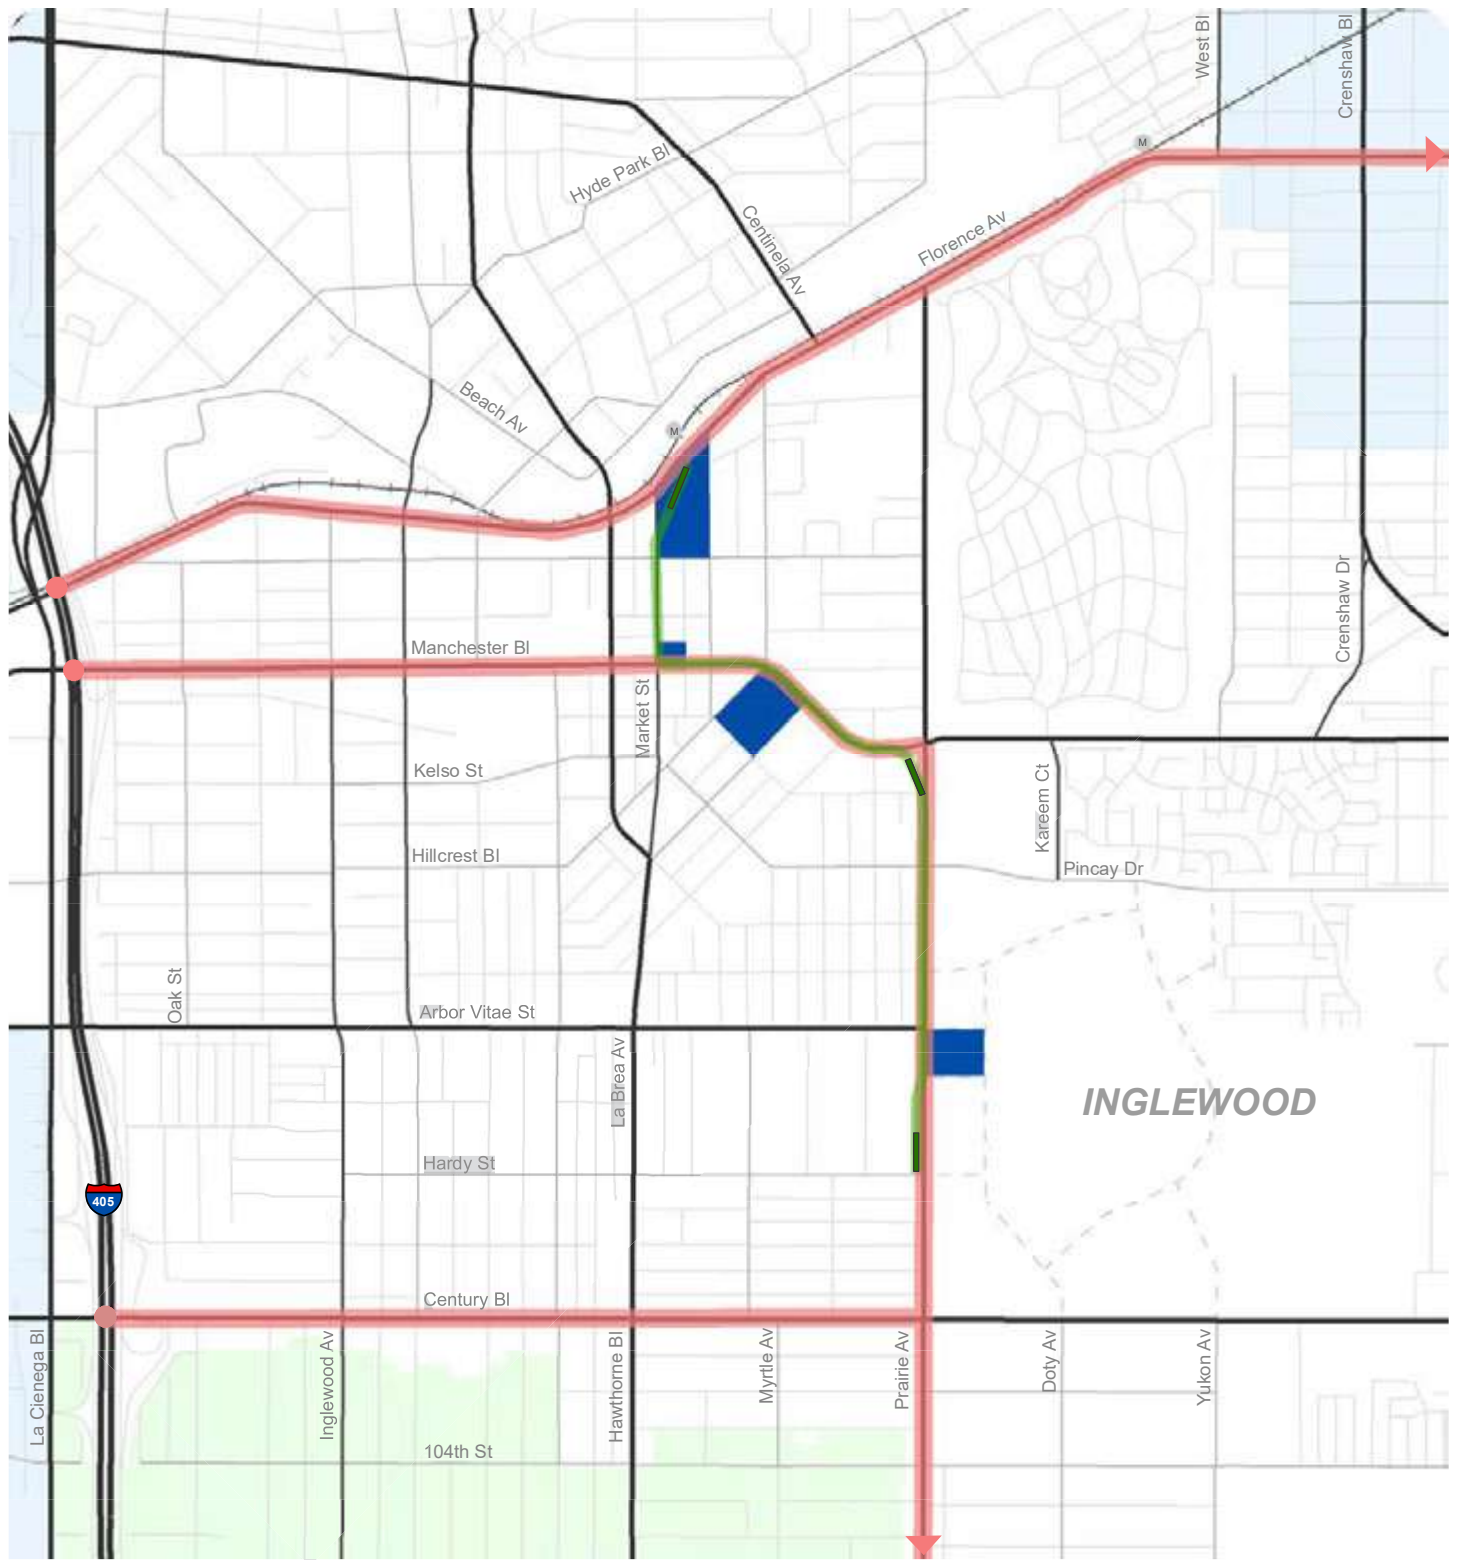 West Bl
Crenshaw Bl
M
Hyde Park Bl
Centinela Av
Florence Av
Beach Av
M
Crenshaw Dr
Manchester Bl
Market St
Kelso St
Kareem Ct
Hillcrest Bl
Pincay Dr
Oak St
Arbor Vitae St
La Brea Av
INGLEWOOD
Hardy St
405
Century Bl
La Cienega Bl
Inglewood Av
Hawthorne Bl
Myrtle Av
Prairie Av
Doty Av
Yukon Av
104th St